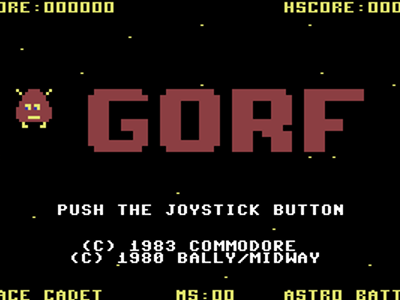 ORE:000000 HSCORE:000
GORF
PUSH THE JOYSTICK BUTTON
(C) 1983 COMMODORE
(C) 1980 BALLY/MIDWAY
ACE CADET MS:00 ASTRO BATT